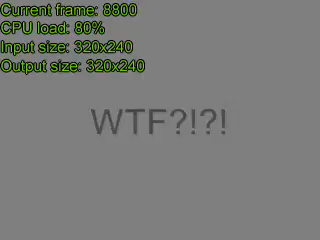 Current frame: 8800
CPU load: 80%
Input size: 320x240
Output size: 320x240
WTF?!?!